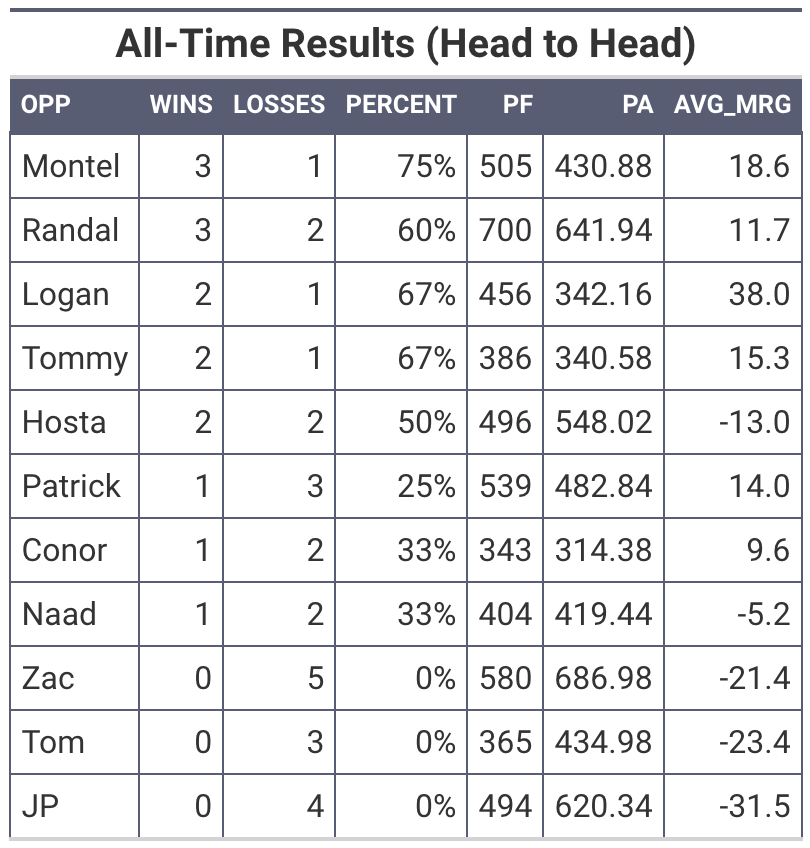 All-Time Results (Head to Head)
OPP WINS LOSSES PERCENT PF PA AVG_MRG
Montel 3 1 75% 505 430.88 18.6
Randal 3 2 60% 700 641.94 11.7
Logan 2 1 67% 456 342.16 38.0
Tommy 2 1 67% 386 340.58 15.3
Hosta 2 2 50% 496 548.02 -13.0
Patrick 1 3 25% 539 482.84 14.0
Conor 1 2 33% 343 314.38 9.6
Naad 1 2 33% 404 419.44 -5.2
Zac 0 5 0% 580 686.98 -21.4
Tom 0 3 0% 365 434.98 -23.4
JP 0 4 0% 494 620.34 -31.5